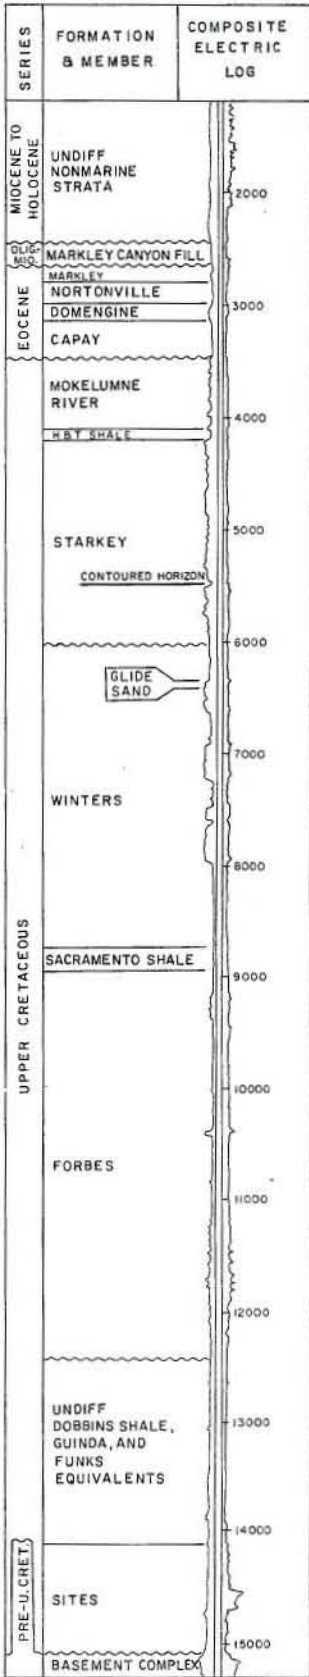 SERIES
FORMATION
& MEMBER
COMPOSITE
ELECTRIC
LOG
MIOCENE TO
HOLOCENE
UNDIFF
NONMARINE
STRATA
2000
OLIG-
MIO.
MARKLEY CANYON FILL
EOCENE
MARKLEY
NORTONVILLE
3000
DOMENGINE
CAPAY
MOKELUMNE
RIVER
4000
H&T SHALE
5000
STARKEY
CONTOURED HORIZON
6000
GLIDE
SAND
7000
WINTERS
8000
UPPER CRETACEOUS
SACRAMENTO SHALE
9000
10000
FORBES
11000
12000
UNDIFF
DOBBINS SHALE,
GUINDA, AND
FUNKS
EQUIVALENTS
13000
14000
PRE-U.CRET.
SITES
15000
BASEMENT COMPLEX